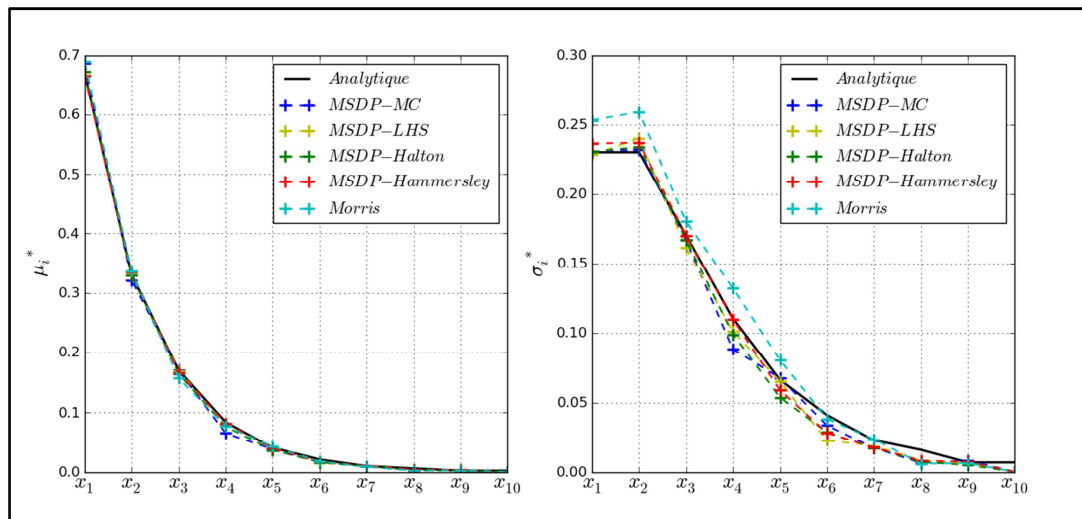 0.7
0.6
0.5
0.4
0.3
0.2
0.1
0.0
μᵢ*
x₁ x₂ x₃ x₄ x₅ x₆ x₇ x₈ x₉ x₁₀
Analytique
MSDP−MC
MSDP−LHS
MSDP−Halton
MSDP−Hammersley
Morris
0.30
0.25
0.20
0.15
0.10
0.05
0.00
σᵢ*
x₁ x₂ x₃ x₄ x₅ x₆ x₇ x₈ x₉ x₁₀
Analytique
MSDP−MC
MSDP−LHS
MSDP−Halton
MSDP−Hammersley
Morris